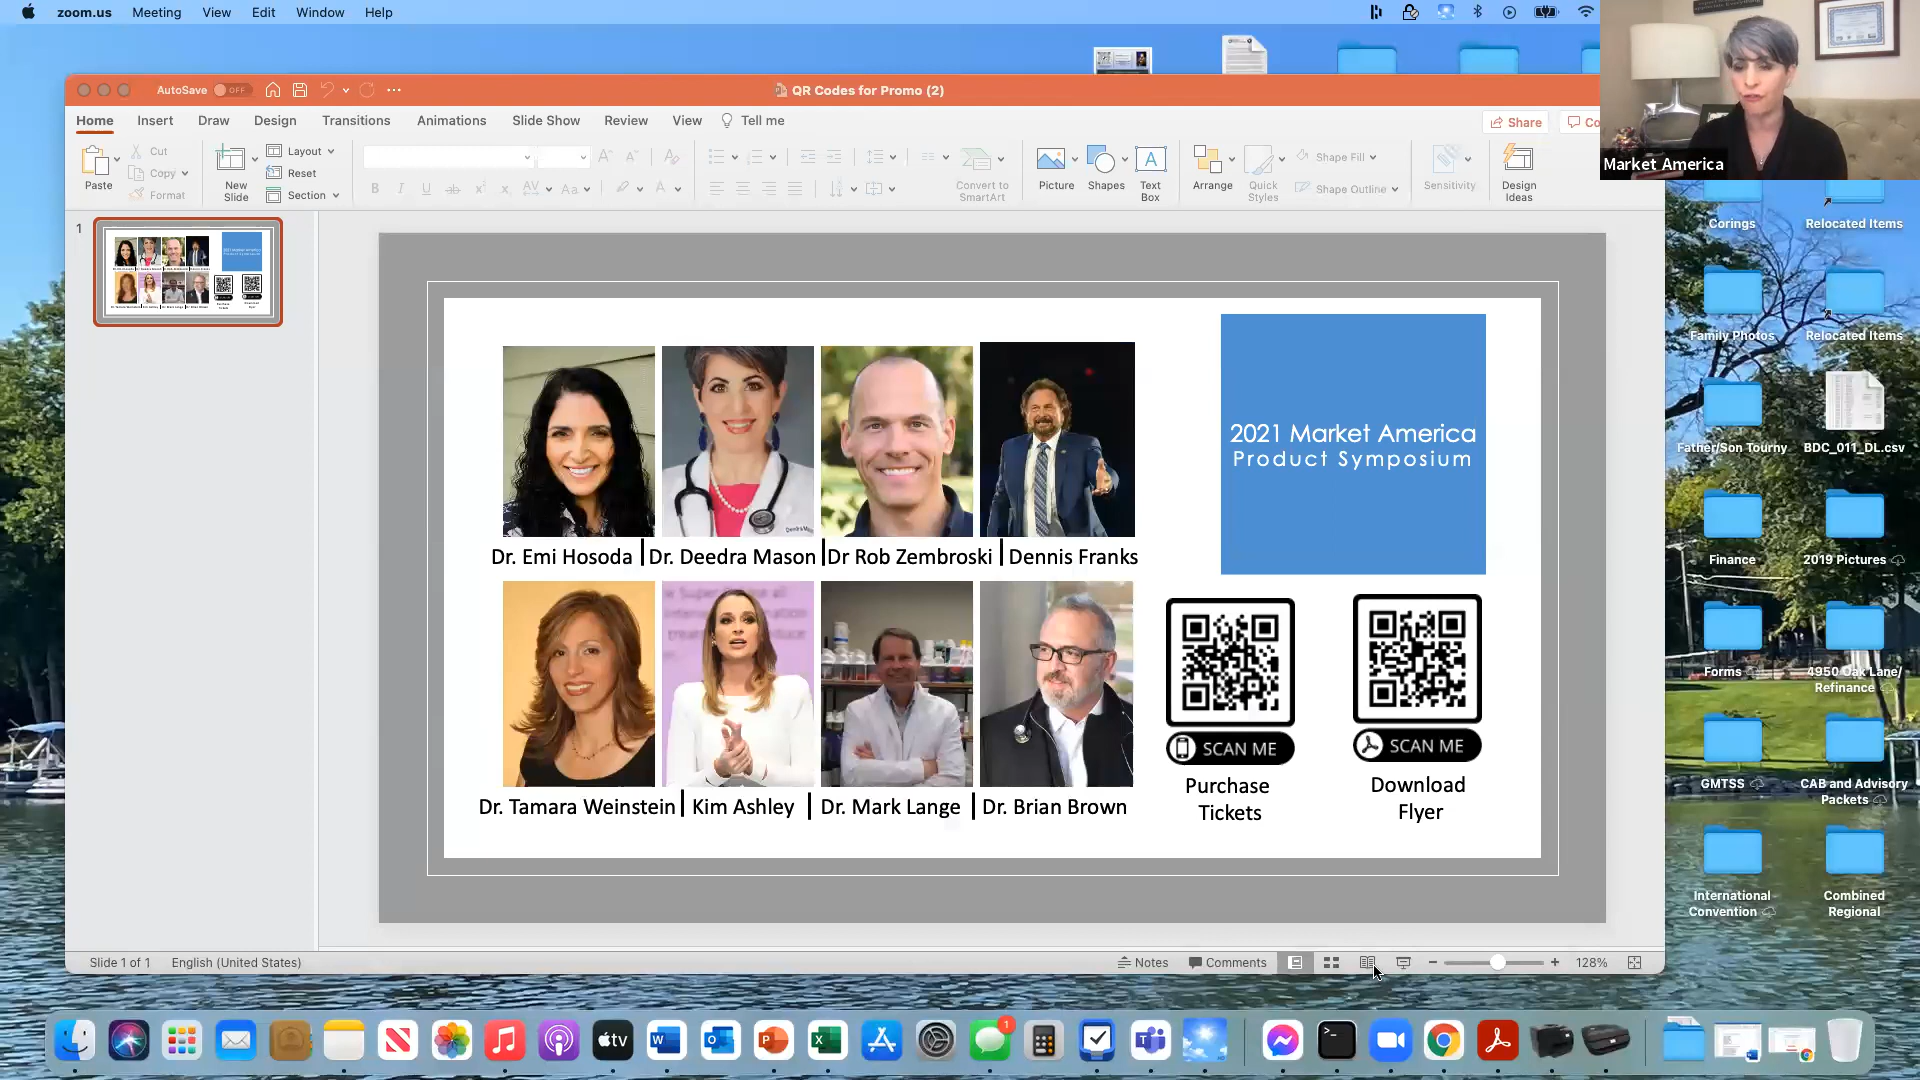 zoom.us Meeting View Edit Window Help
AutoSave OFF
QR Codes for Promo (2)
Home Insert Draw Design Transitions Animations Slide Show Review View Tell me
Share Co
Paste
Cut
Copy
Format
New
Slide
Layout
Reset
Section
Convert to
SmartArt
Picture
Shapes
Text
Box
Arrange
Quick
Styles
Shape Fill
Shape Outline
Sensitivity
Design
Ideas
Market America
1
2021 Market America
Product Symposium
Dr. Emi Hosoda | Dr. Deedra Mason | Dr Rob Zembroski | Dennis Franks
Dr. Tamara Weinstein | Kim Ashley | Dr. Mark Lange | Dr. Brian Brown
SCAN ME
Purchase
Tickets
SCAN ME
Download
Flyer
Corings
Relocated Items
Family Photos
Relocated Items
Father/Son Tourny
BDC_011_DL.csv
Finance
2019 Pictures
Forms
4950 Oak Lane/
Refinance
GMTSS
CAB and Advisory
Packets
International
Convention
Combined
Regional
Slide 1 of 1 English (United States)
Notes Comments 128%
tv
1